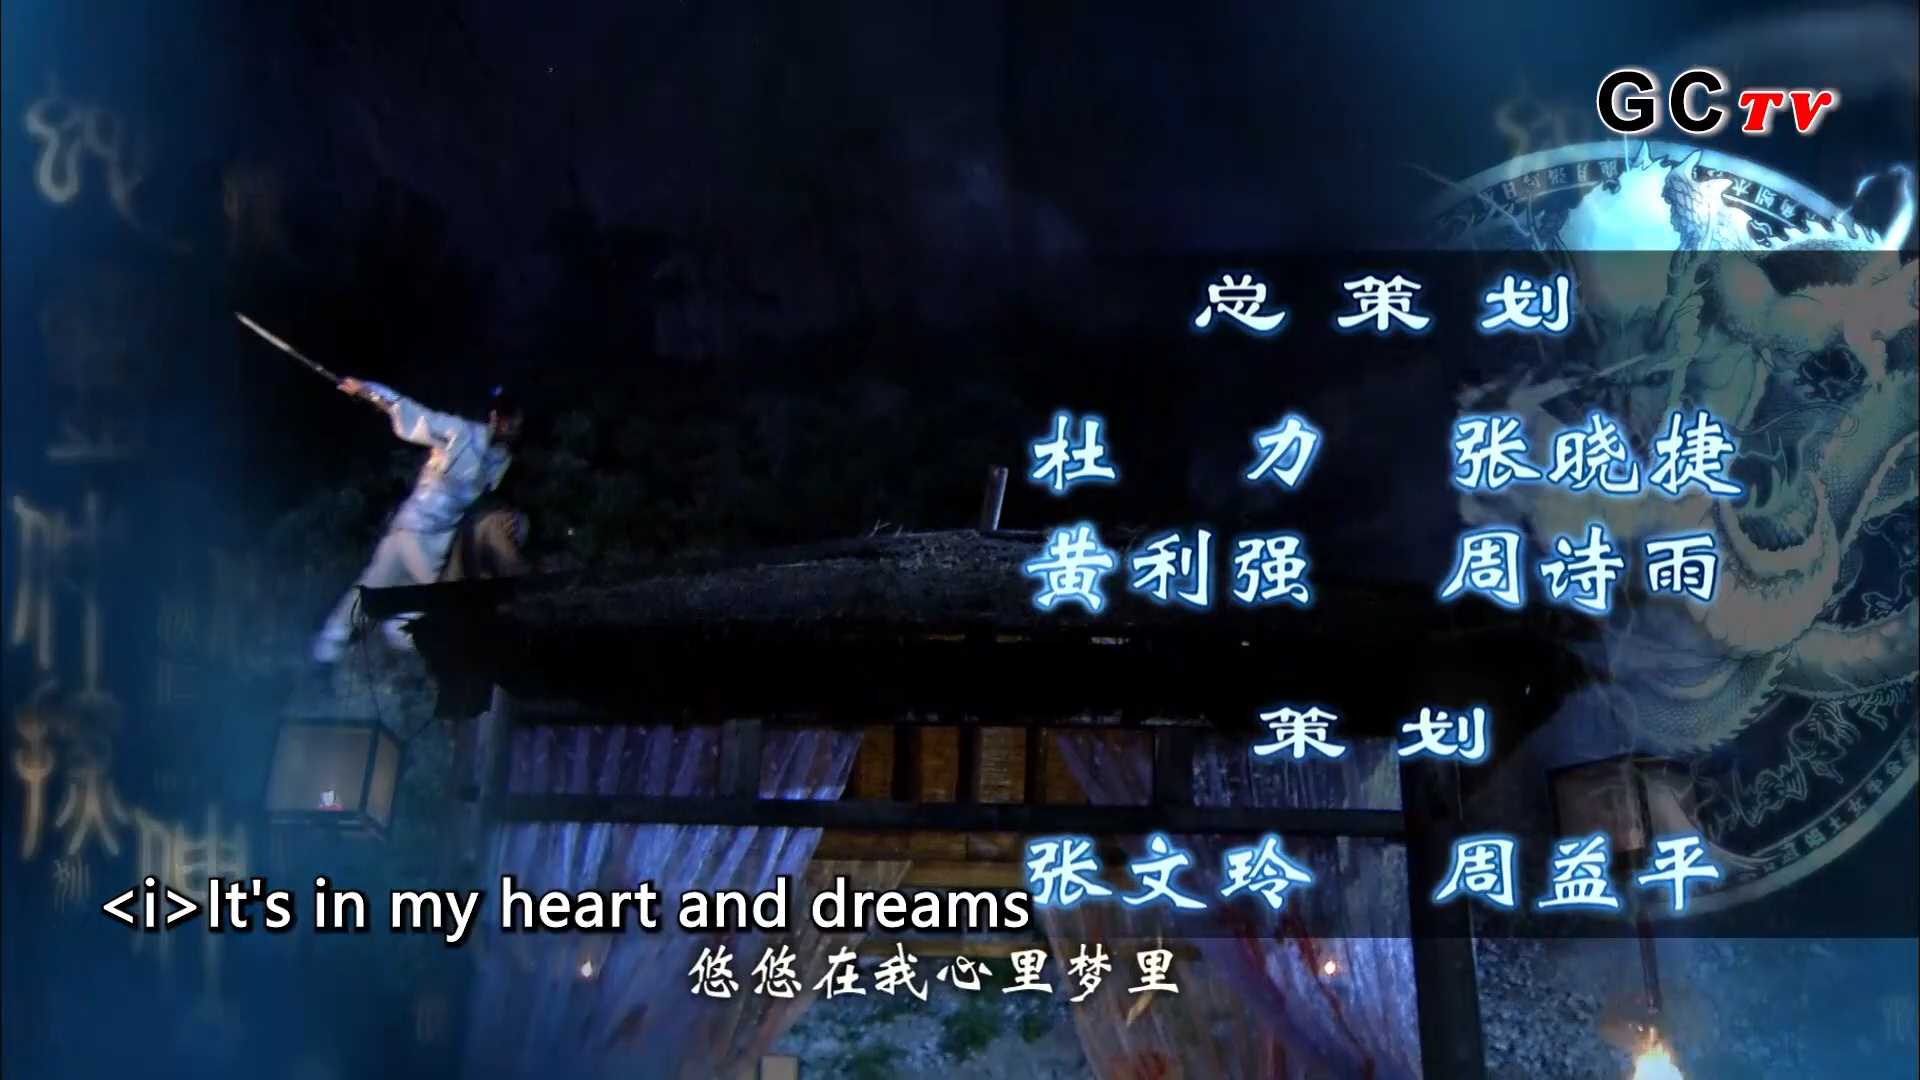 GCTV
总策划
杜力 张晓捷
黄利强 周诗雨
策划
张文玲 周益平
<i>It's in my heart and dreams
悠悠在我心里梦里